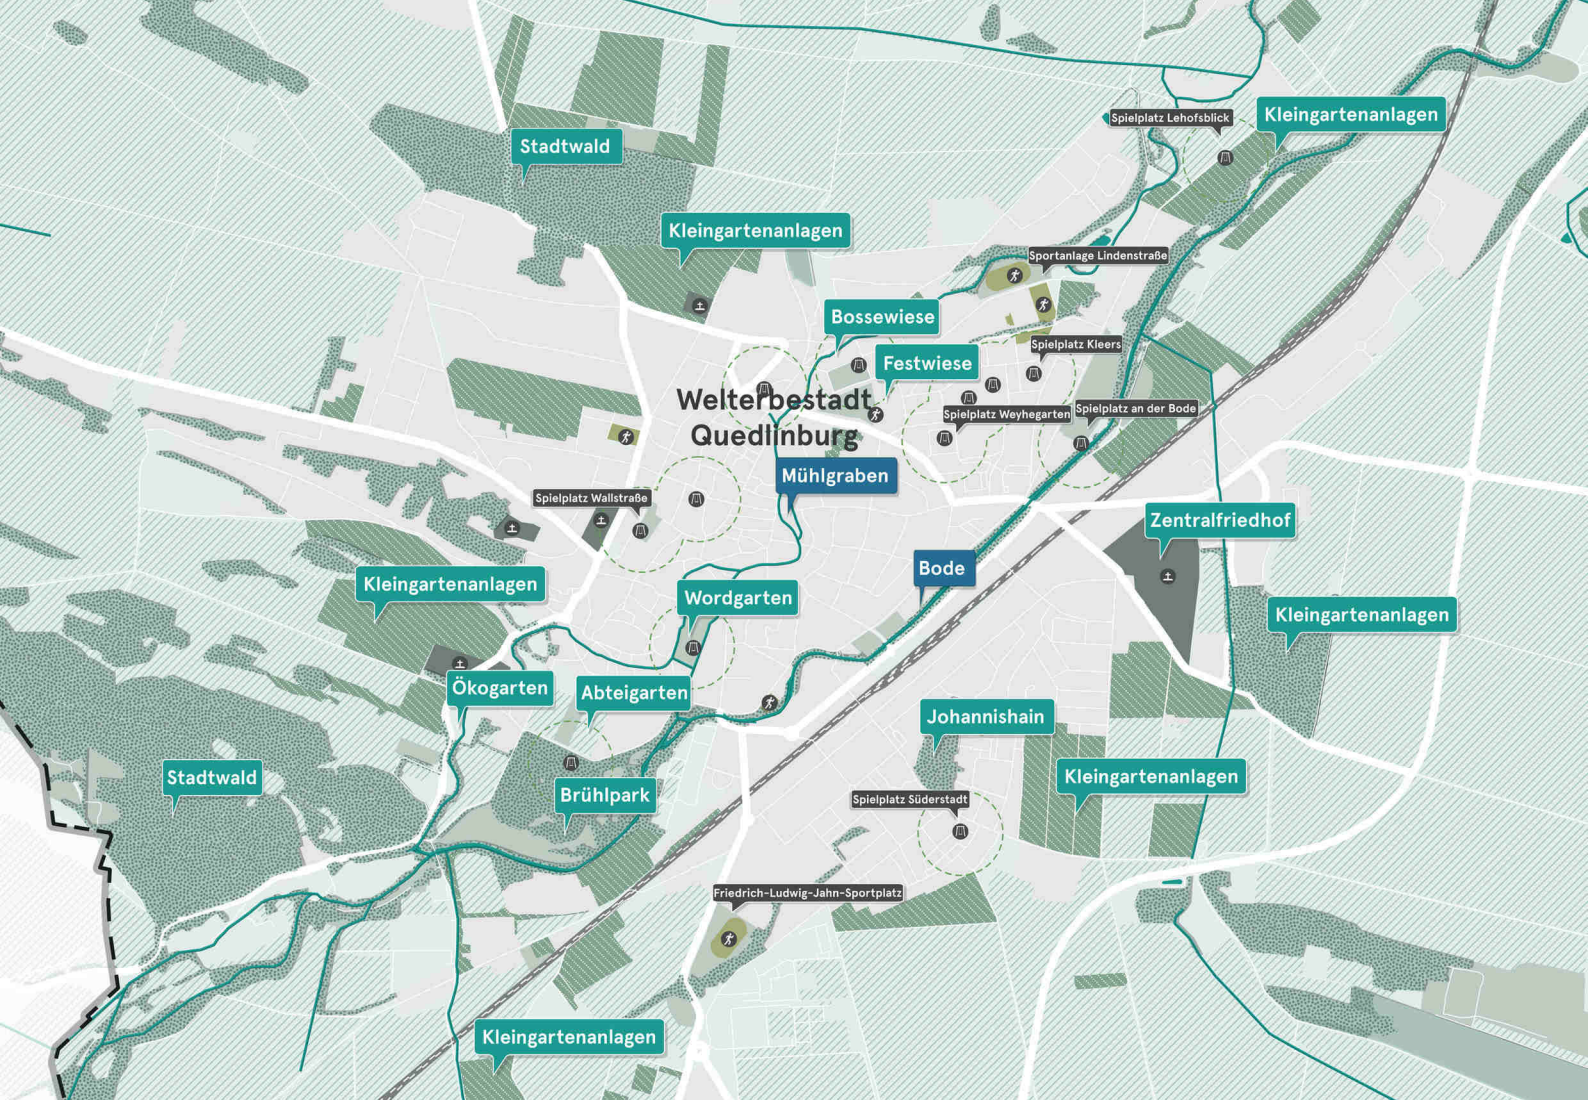 Spielplatz Lehofsblick
Kleingartenanlagen
Stadtwald
Kleingartenanlagen
Sportanlage Lindenstraße
Bossewiese
Spielplatz Kleers
Festwiese
Welterbestadt
Quedlinburg
Spielplatz Weyhegarten
Spielplatz an der Bode
Mühlgraben
Spielplatz Wallstraße
Zentralfriedhof
Bode
Kleingartenanlagen
Wordgarten
Kleingartenanlagen
Ökogarten
Abteigarten
Johannishain
Stadtwald
Kleingartenanlagen
Brühlpark
Spielplatz Süderstadt
Friedrich-Ludwig-Jahn-Sportplatz
Kleingartenanlagen